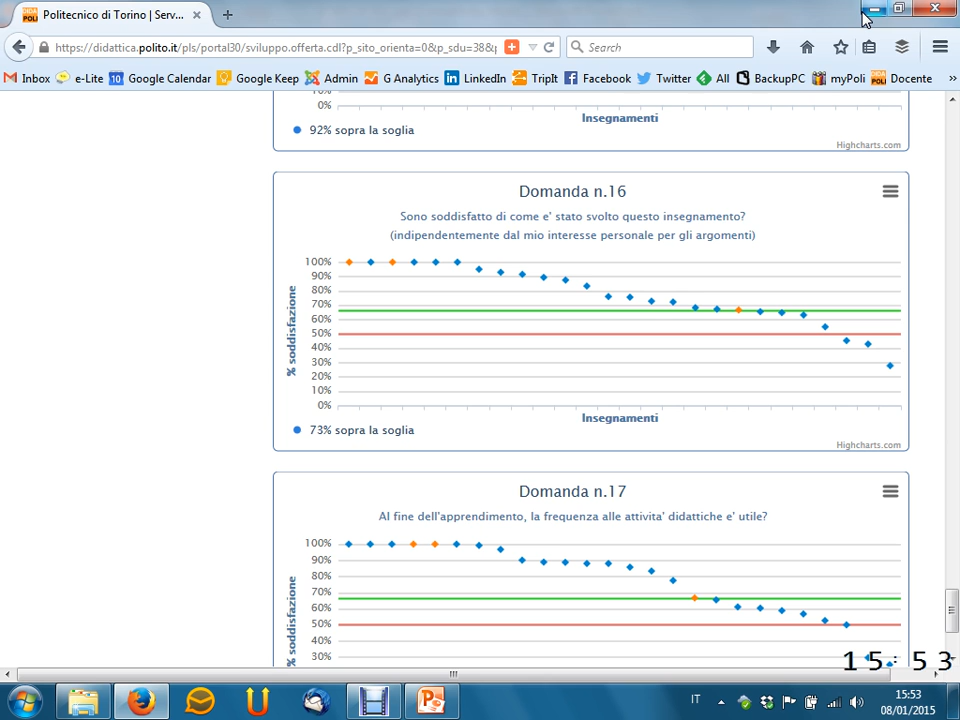 Politecnico di Torino | Serv...
https://didattica.polito.it/pls/portal30/sviluppo.offerta.cdl?p_sito_orienta=0&p_sdu=38&p
Search
Inbox
e-Lite
10 Google Calendar
Google Keep
Admin
G Analytics
LinkedIn
TripIt
Facebook
Twitter
All
BackupPC
myPoli
Docente
10%
0%
Insegnamenti
92% sopra la soglia
Highcharts.com
Domanda n.16
Sono soddisfatto di come e' stato svolto questo insegnamento?
(indipendentemente dal mio interesse personale per gli argomenti)
% soddisfazione
100%
90%
80%
70%
60%
50%
40%
30%
20%
10%
0%
Insegnamenti
73% sopra la soglia
Highcharts.com
Domanda n.17
Al fine dell'apprendimento, la frequenza alle attivita' didattiche e' utile?
% soddisfazione
100%
90%
80%
70%
60%
50%
40%
30%
15:53
IT
15:53
08/01/2015